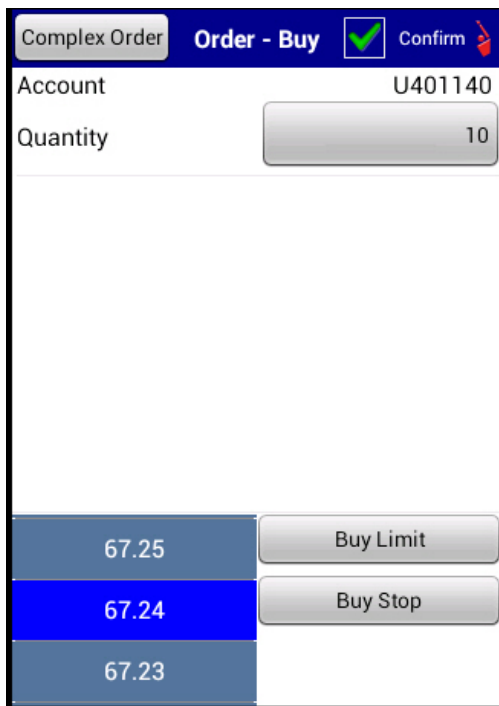 Complex Order Order - Buy Confirm
Account U401140
Quantity 10
67.25 Buy Limit
67.24 Buy Stop
67.23